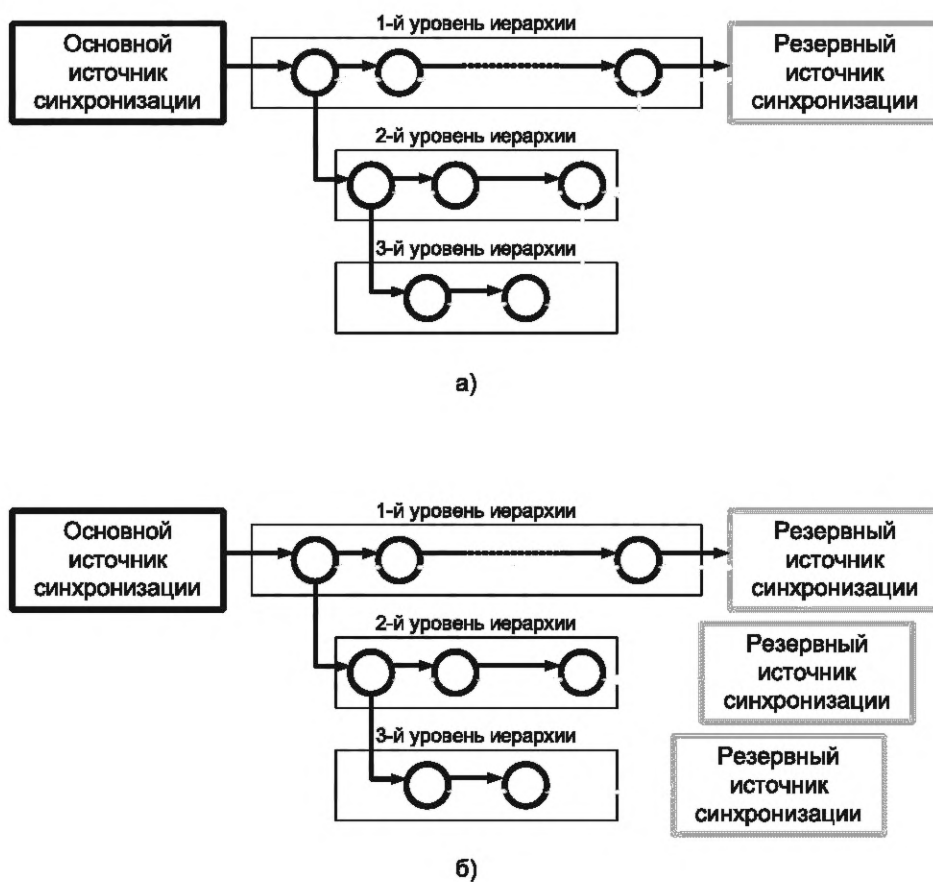 1-й уровень иерархии
Основной
источник
синхронизации
Резервный
источник
синхронизации
2-й уровень иерархии
3-й уровень иерархии
а)
1-й уровень иерархии
Основной
источник
синхронизации
Резервный
источник
синхронизации
2-й уровень иерархии
Резервный
источник
синхронизации
3-й уровень иерархии
Резервный
источник
синхронизации
б)